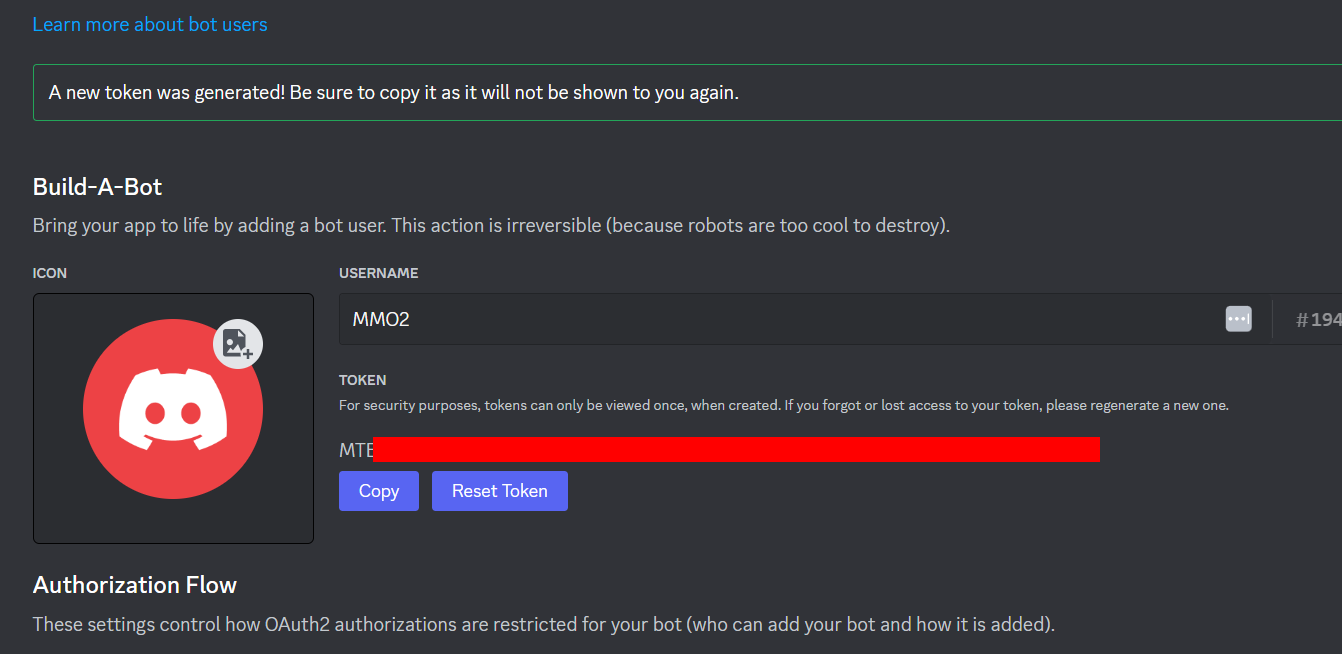 Learn more about bot users
A new token was generated! Be sure to copy it as it will not be shown to you again.
Build-A-Bot
Bring your app to life by adding a bot user. This action is irreversible (because robots are too cool to destroy).
ICON
USERNAME
MMO2
#194
TOKEN
For security purposes, tokens can only be viewed once, when created. If you forgot or lost access to your token, please regenerate a new one.
MTE
Copy
Reset Token
Authorization Flow
These settings control how OAuth2 authorizations are restricted for your bot (who can add your bot and how it is added).